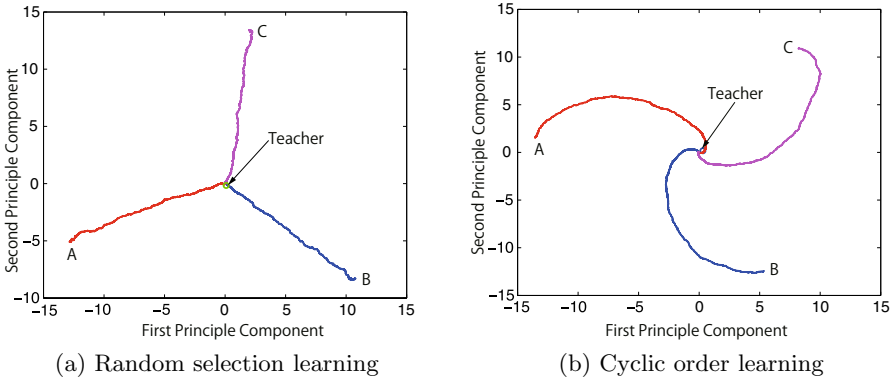 15
10
5
0
−5
−10
Second Principle Component
C
Teacher
A
B
−15 −10 −5 0 5 10 15
First Principle Component
(a) Random selection learning
15
10
5
0
−5
−10
−15
Second Principle Component
C
Teacher
A
B
−15 −10 −5 0 5 10 15
First Principle Component
(b) Cyclic order learning